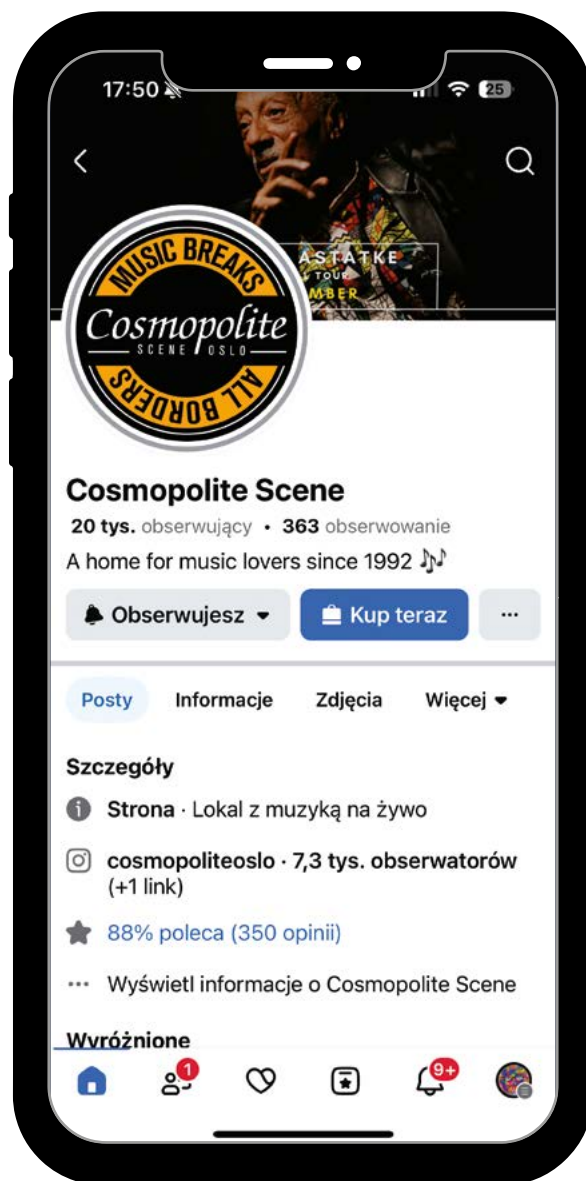 17:50
25
ASTATKE
TOUR
MBER
MUSIC BREAKS
Cosmopolite
SCENE OSLO
ALL BORDERS
Cosmopolite Scene
20 tys. obserwujący • 363 obserwowanie
A home for music lovers since 1992
Obserwujesz
Kup teraz
Posty Informacje Zdjęcia Więcej
Szczegóły
Strona · Lokal z muzyką na żywo
cosmopoliteoslo · 7,3 tys. obserwatorów
(+1 link)
88% poleca (350 opinii)
Wyświetl informacje o Cosmopolite Scene
Wyróżnione
1
9+